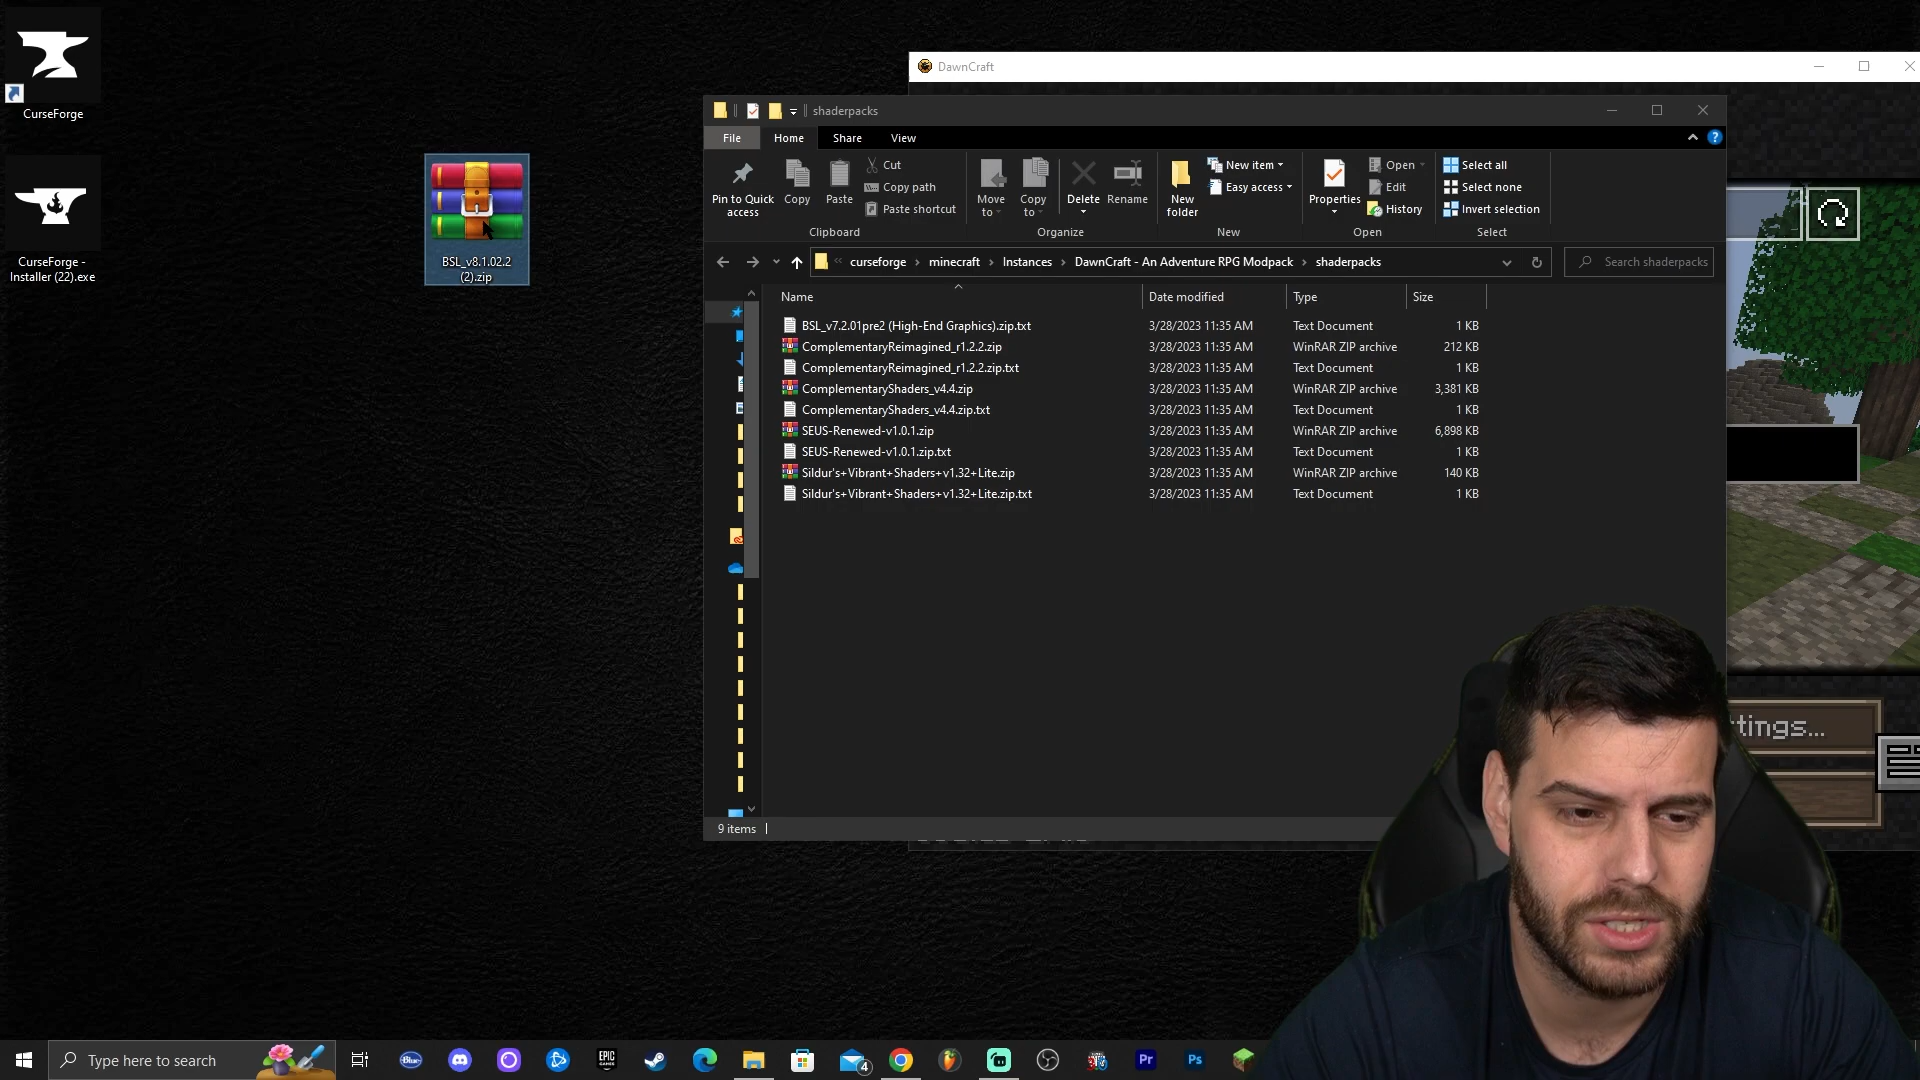 CurseForge
CurseForge -
Installer (22).exe
BSL_v8.1.02.2
(2).zip
DawnCraft
shaderpacks
File
Home
Share
View
Pin to Quick
access
Copy
Paste
Cut
Copy path
Paste shortcut
Clipboard
Move
to
Copy
to
Delete
Rename
Organize
New
folder
New item
Easy access
New
Properties
Open
Edit
History
Open
Select all
Select none
Invert selection
Select
curseforge
minecraft
Instances
DawnCraft - An Adventure RPG Modpack
shaderpacks
Search shaderpacks
Name
Date modified
Type
Size
BSL_v7.2.01pre2 (High-End Graphics).zip.txt 3/28/2023 11:35 AM Text Document 1 KB
ComplementaryReimagined_r1.2.2.zip 3/28/2023 11:35 AM WinRAR ZIP archive 212 KB
ComplementaryReimagined_r1.2.2.zip.txt 3/28/2023 11:35 AM Text Document 1 KB
ComplementaryShaders_v4.4.zip 3/28/2023 11:35 AM WinRAR ZIP archive 3,381 KB
ComplementaryShaders_v4.4.zip.txt 3/28/2023 11:35 AM Text Document 1 KB
SEUS-Renewed-v1.0.1.zip 3/28/2023 11:35 AM WinRAR ZIP archive 6,898 KB
SEUS-Renewed-v1.0.1.zip.txt 3/28/2023 11:35 AM Text Document 1 KB
Sildur's+Vibrant+Shaders+v1.32+Lite.zip 3/28/2023 11:35 AM WinRAR ZIP archive 140 KB
Sildur's+Vibrant+Shaders+v1.32+Lite.zip.txt 3/28/2023 11:35 AM Text Document 1 KB
tings...
9 items
Type here to search
Blue
EPIC
GAMES
4
Pr
Ps